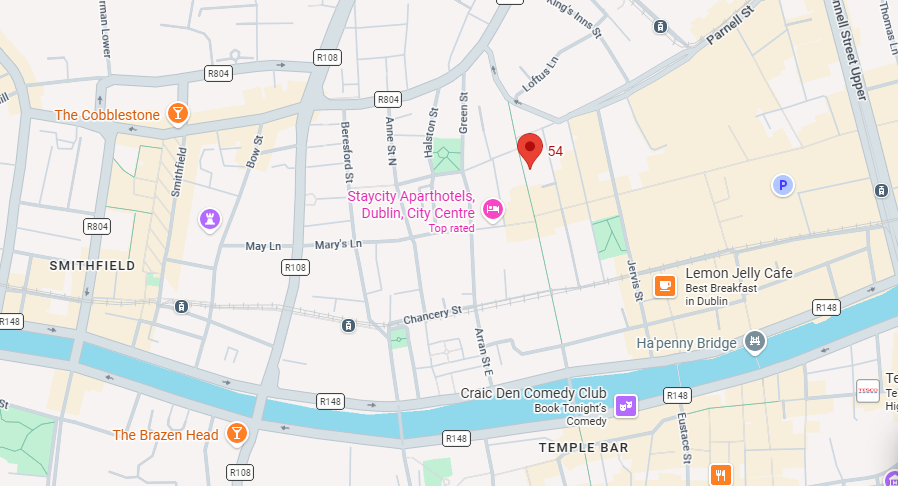 King's Inns St
rman Lower
Parnell St
nnell Street Upper
Thomas Ln
R108
R804
Loftus Ln
R804
The Cobblestone
Green St
Halston St
Anne St N
Beresford St
Bow St
Smithfield
54
P
Staycity Aparthotels,
Dublin, City Centre
Top rated
R804
May Ln
Mary's Ln
SMITHFIELD
R108
Jervis St
Lemon Jelly Cafe
Best Breakfast
in Dublin
R148
R148
Chancery St
Arran St E
Ha'penny Bridge
Craic Den Comedy Club
Book Tonight's
Comedy
TESCO
Te
Te
Hig
R148
R148
R148
R678
The Brazen Head
TEMPLE BAR
Eustace St
R108
St